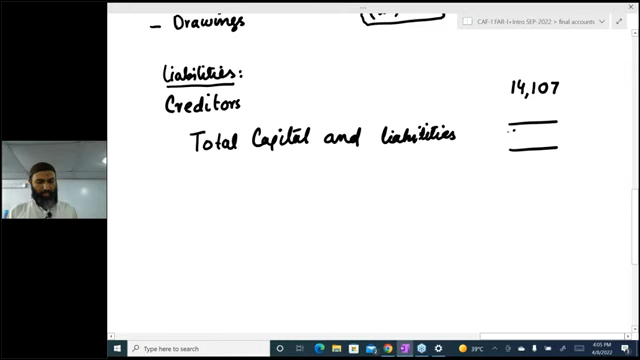 CAF-1 FAR-I+Intro SEP-2022 > final accounts
- Drawings
Liabilities:
Creditors 14,107
Total Capital and liabilities
Type here to search
39°C
4:05 PM
4/8/2022